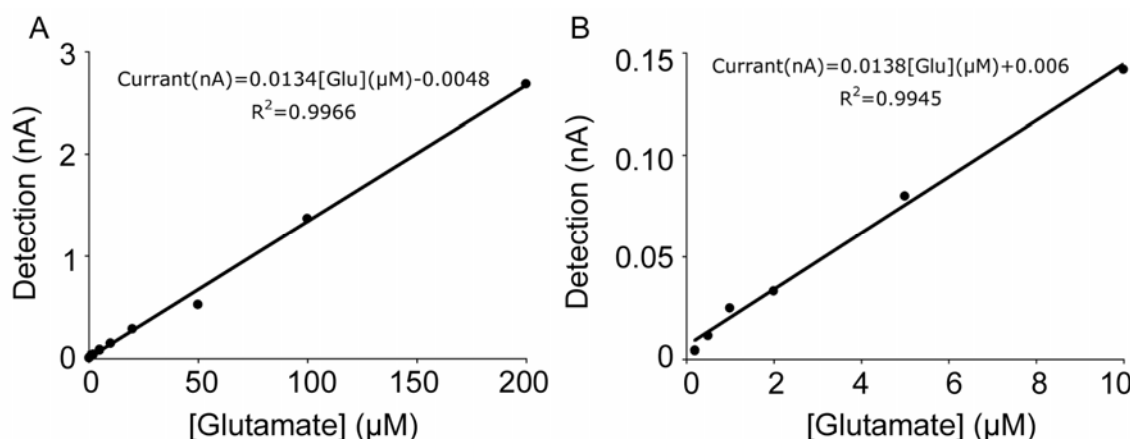 A
Currant(nA)=0.0134[Glu](µM)-0.0048
R²=0.9966
Detection (nA)
3
2
1
0
0 50 100 150 200
[Glutamate] (µM)
B
Currant(nA)=0.0138[Glu](µM)+0.006
R²=0.9945
Detection (nA)
0.15
0.10
0.05
0
0 2 4 6 8 10
[Glutamate] (µM)